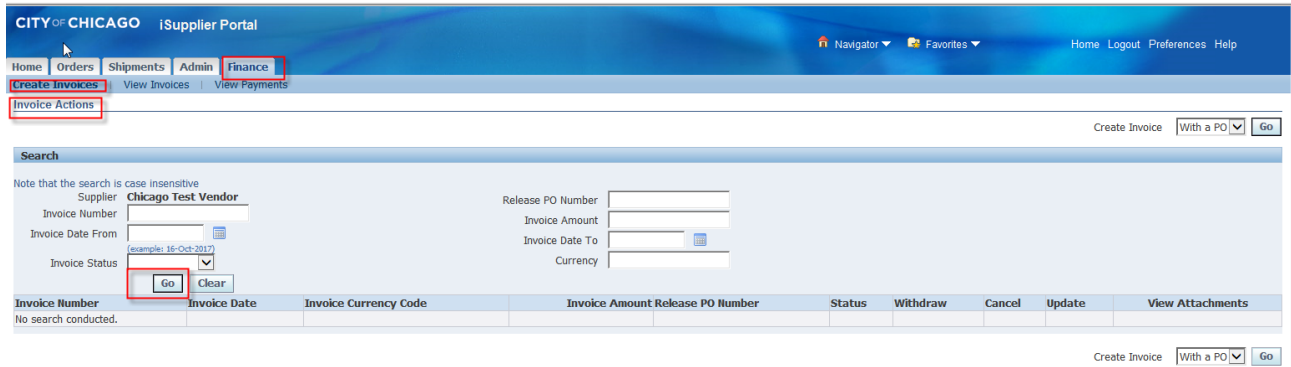 CITY OF CHICAGO iSupplier Portal
Navigator Favorites Home Logout Preferences Help
Home Orders Shipments Admin Finance
Create Invoices | View Invoices | View Payments
Invoice Actions
Create Invoice With a PO Go
Search
Note that the search is case insensitive
Supplier Chicago Test Vendor Release PO Number
Invoice Number Invoice Amount
Invoice Date From Invoice Date To
(example: 16-Oct-2017)
Invoice Status Currency
Go Clear
Invoice Number Invoice Date Invoice Currency Code Invoice Amount Release PO Number Status Withdraw Cancel Update View Attachments
No search conducted.
Create Invoice With a PO Go